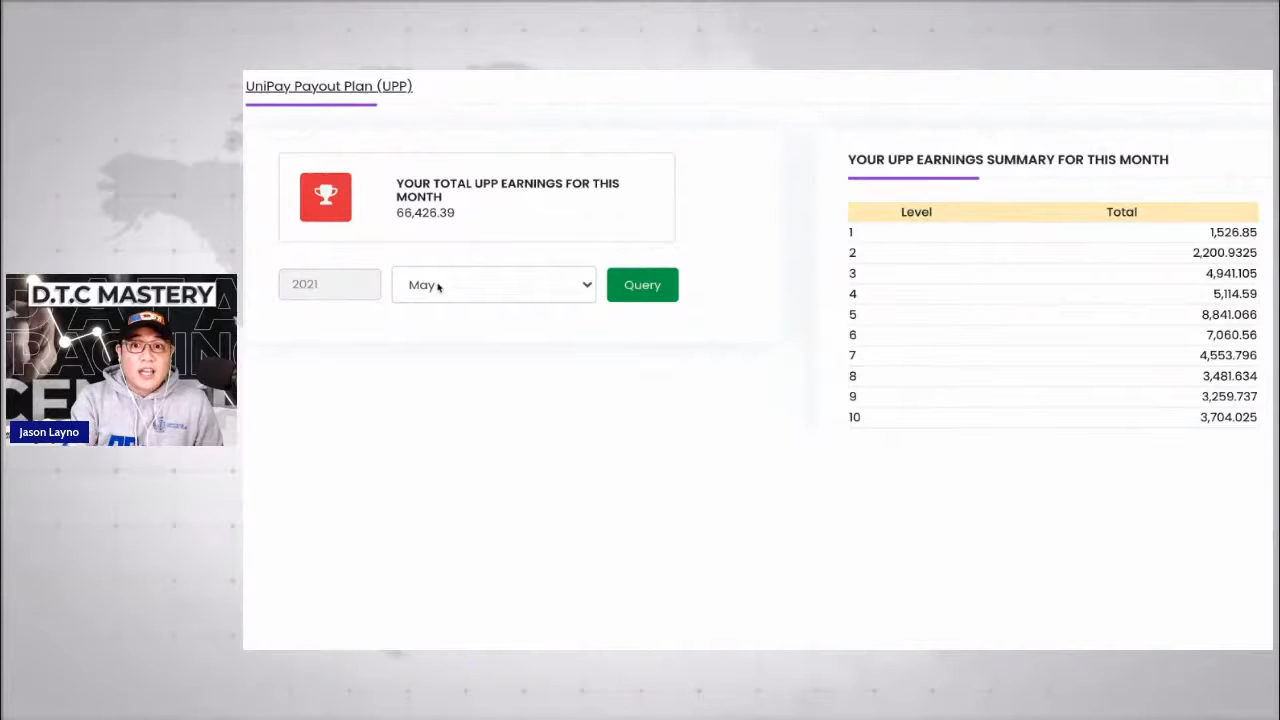 UniPay Payout Plan (UPP)
YOUR TOTAL UPP EARNINGS FOR THIS
MONTH
66,426.39
2021
May
Query
YOUR UPP EARNINGS SUMMARY FOR THIS MONTH
Level Total
1 1,526.85
2 2,200.9325
3 4,941.105
4 5,114.59
5 8,841.066
6 7,060.56
7 4,553.796
8 3,481.634
9 3,259.737
10 3,704.025
D.T.C MASTERY
Jason Layno